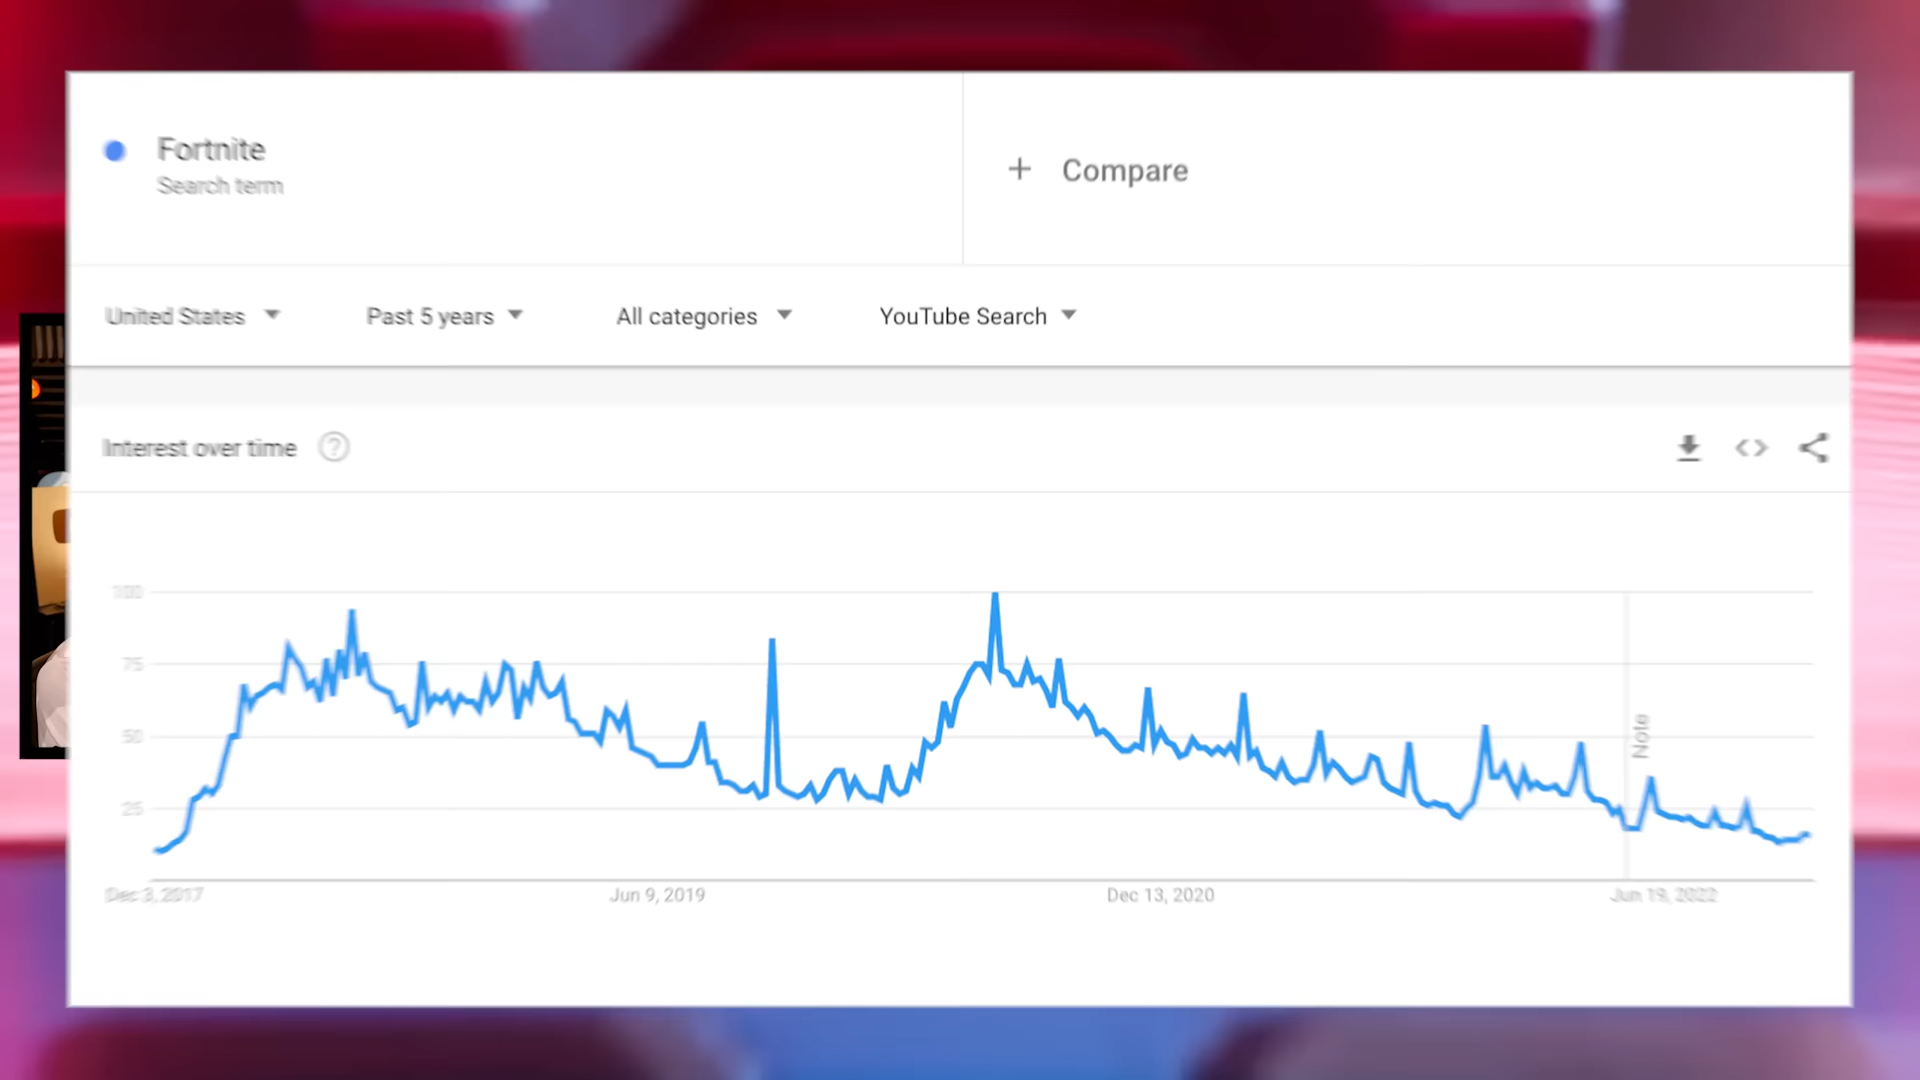 Fortnite
Search term
+ Compare
United States
Past 5 years
All categories
YouTube Search
Interest over time ?
100
75
50
25
Note
Dec 3, 2017
Jun 9, 2019
Dec 13, 2020
Jun 19, 2022